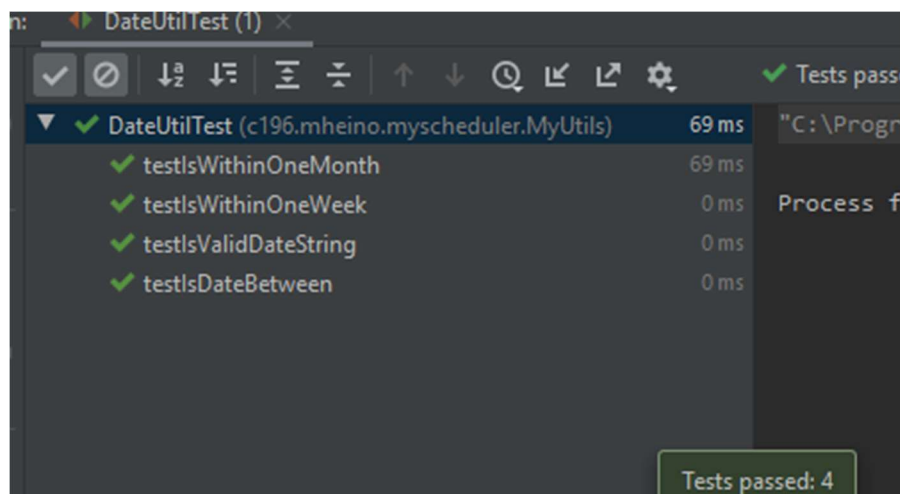 n: DateUtilTest (1)
Tests pass
DateUtilTest (c196.mheino.myscheduler.MyUtils) 69 ms "C:\Progr
testIsWithinOneMonth 69 ms
testIsWithinOneWeek 0 ms Process f
testIsValidDateString 0 ms
testIsDateBetween 0 ms
Tests passed: 4